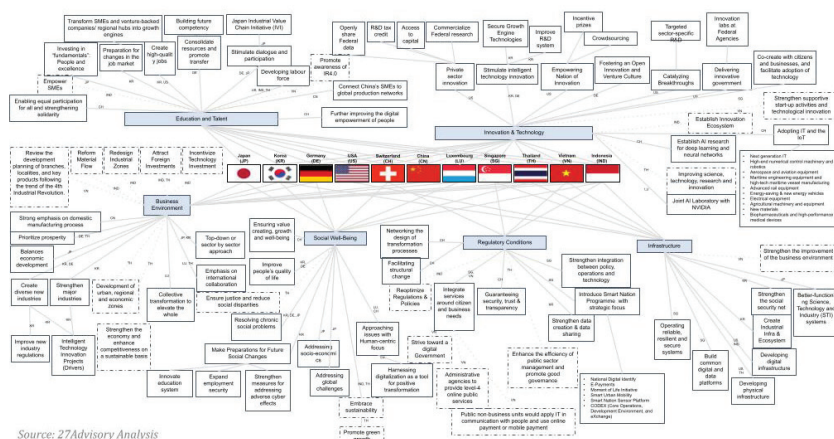 Transform SMEs and venture-backed
companies/ regional hubs into growth engines.
Building future
competency
Japan Industrial Value
Chain Initiative (IVI)
Investing in
"fundamentals":
People and
excellence
Preparation for
changes in the
job market
Create
high-quality
jobs
Consolidate
resources and
promote
transfer
Stimulate dialogue and
participation
Developing labour
force
Promote
awareness of
IR4.0
Empower
SMEs
Enabling equal participation
for all and strengthening
solidarity
Connect China's SMEs to
global production networks
Further improving the digital
empowerment of people
Education and Talent
Openly
share
Federal data
R&D tax
credit
Access
to
capital
Commercialize
Federal research
Secure Growth
Engine
Technologies
Improve
R&D
system
Incentive
prizes
Crowdsourcing
Targeted
sector-specific
R&D
Innovation
labs at
Federal
Agencies
Private
sector
innovation
Stimulate intelligent
technology innovation
Empowering
Nation of
Innovation
Fostering an Open
Innovation and
Venture Culture
Catalyzing
Breakthroughs
Delivering
innovative
government
Co-create with citizens
and businesses, and
facilitate adoption of
technology
Innovation & Technology
Establish Innovation
Ecosystem
Strengthen supportive
start-up activities and
technological innovation
Establish AI research
for deep learning and
neural networks
Adopting IT and
the IoT
Improving science,
technology, research
and innovation
Joint AI Laboratory with
NVIDIA
• Next generation IT
• High-end numerical control machinery and
robotics
• Aerospace and aviation equipment
• Maritime engineering equipment and
high-tech maritime vessel manufacturing
• Advanced rail equipment
• Energy-saving & new energy vehicles
• Electrical equipment
• Agricultural machinery and equipment
• New materials
• Biopharmaceuticals and high-performance
medical devices
Review the
development
planning of branches,
localities, and key
products following
the trend of the 4th
Industrial Revolution.
Reform
Material
Flow
Redesign
Industrial
Zones
Attract
Foreign
Investments
Incentivize
Technology
Investment
Japan
(JP)
Korea
(KR)
Germany
(DE)
USA
(US)
Switzerland
(CH)
China
(CN)
Luxembourg
(LU)
Singapore
(SG)
Thailand
(TH)
Vietnam
(VN)
Indonesia
(IND)
Business
Environment
Strong emphasis on domestic
manufacturing process
Prioritize prosperity
Balances
economic
development
Create
diverse new
industries
Strengthen
major
industries
Development of
urban, regional
and economic
zones
Improve new
industry
regulations
Intelligent
Technology
Innovation
Projects
(Drivers)
Strengthen the
economy and
enhance
competitiveness on
a sustainable basis
Top-down or sector
by sector approach
Emphasis on
international
collaboration
Collective
transformation to
elevate the whole
Social Well-Being
Ensuring value
creating, growth
and well-being
Improve
people's quality
of life
Ensure justice and reduce
social disparities
Resolving chronic
social problems
Make Preparations for Future
Social Changes
Innovate
education
system
Expand
employment
security
Strengthen
measures for
addressing
adverse cyber
effects
Addressing
socio-economi
cs
Addressing
global
challenges
Approaching
issues with
Human-centric
focus
Harnessing
digitalization as a tool
for positive
transformation
Embrace
sustainability
Regulatory Conditions
Networking the
design of
transformation
processes
Facilitating
structural
change
Reoptimize
Regulations &
Policies
Integrate
services
around citizen
and business
needs
Strive toward a
digital
Government
Administrative
agencies to
provide level-4
online public
services
Guaranteeing
security,
trust &
transparency
Strengthen integration
between policy,
operations and
technology
Introduce Smart Nation
Programme with
strategic focus
Strengthen data
creation & data
sharing
Enhance the efficiency of
public sector
management and
promote good
governance
Public non-business units would apply IT in
communication with people and use online
payment or mobile payment
• National Digital Identify
• E-Payments
• Moment of Life Initiative
• Smart Urban Mobility
• Smart Nation Sensor Platform
• CODEX (Core Operations,
Development Environment, and
eXchange)
Infrastructure
Strengthen the improvement
of the business environment
Strengthen
the social
security net
Create
Industrial
Infra &
Ecosystem
Operating
reliable,
resilient and
secure systems
Build
common
digital and
data platforms
Developing
digital
infrastructure
Developing
physical
infrastructure
Source: 27Advisory Analysis